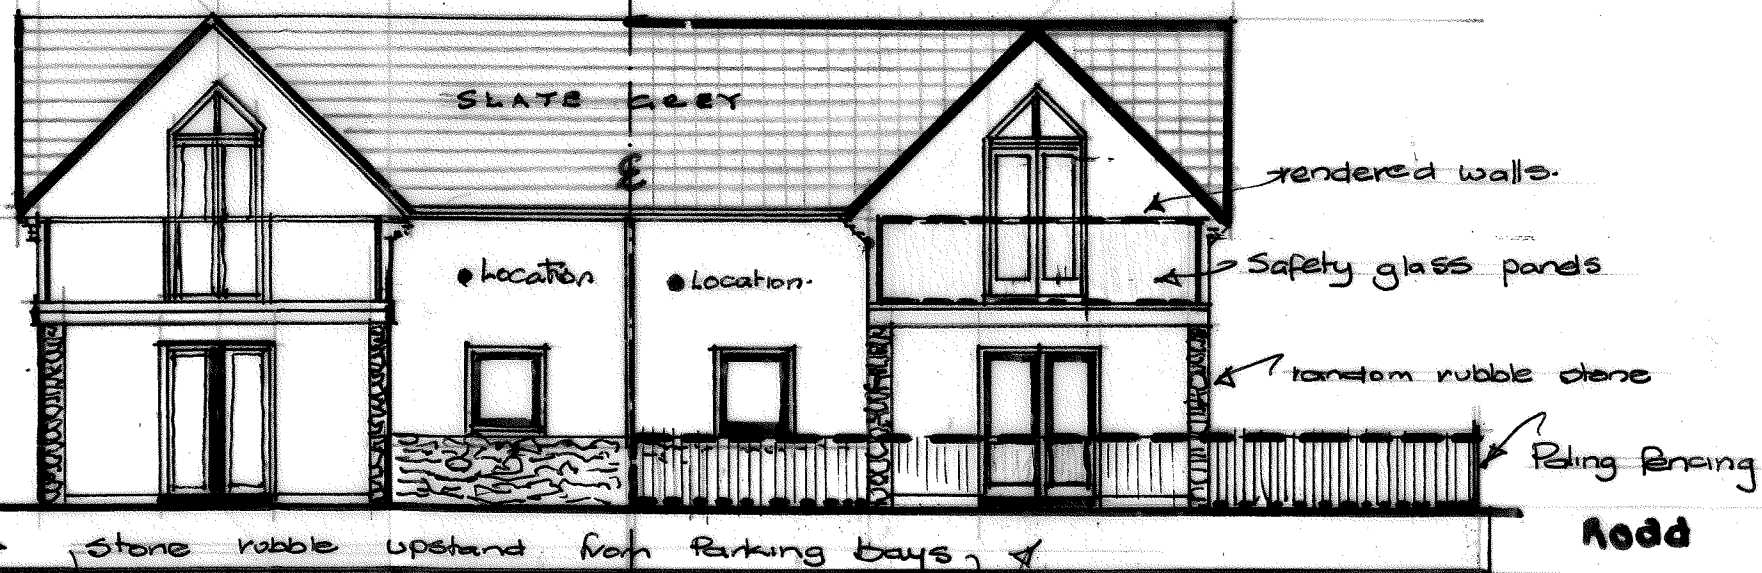 SLATE GREY
℄
rendered walls.
Location
Location.
Safety glass panels
random rubble stone
Paling fencing
Road
stone rubble upstand from Parking bays,